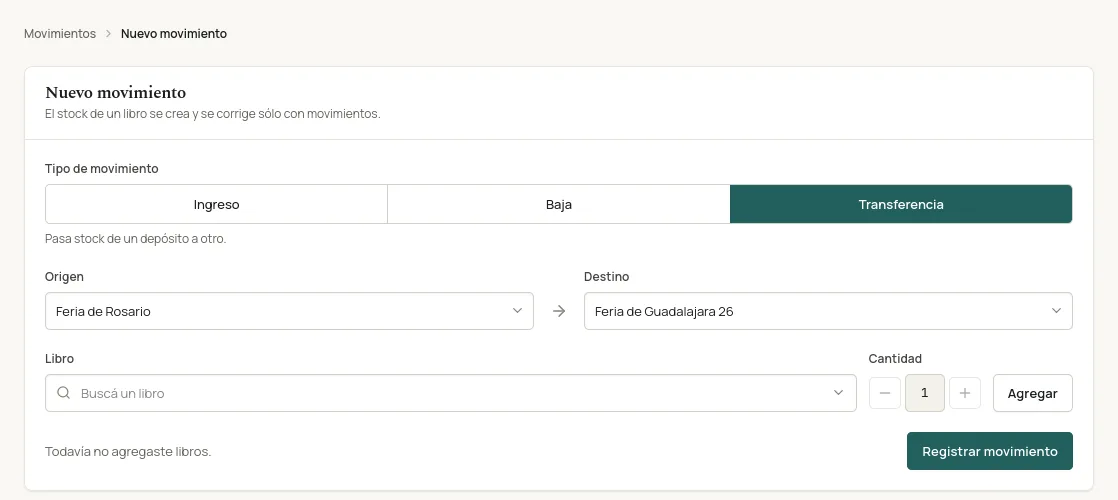 Movimientos > Nuevo movimiento
Nuevo movimiento
El stock de un libro se crea y se corrige sólo con movimientos.
Tipo de movimiento
Ingreso Baja Transferencia
Pasa stock de un depósito a otro.
Origen Destino
Feria de Rosario → Feria de Guadalajara 26
Libro Cantidad
Buscá un libro − 1 + Agregar
Todavía no agregaste libros. Registrar movimiento